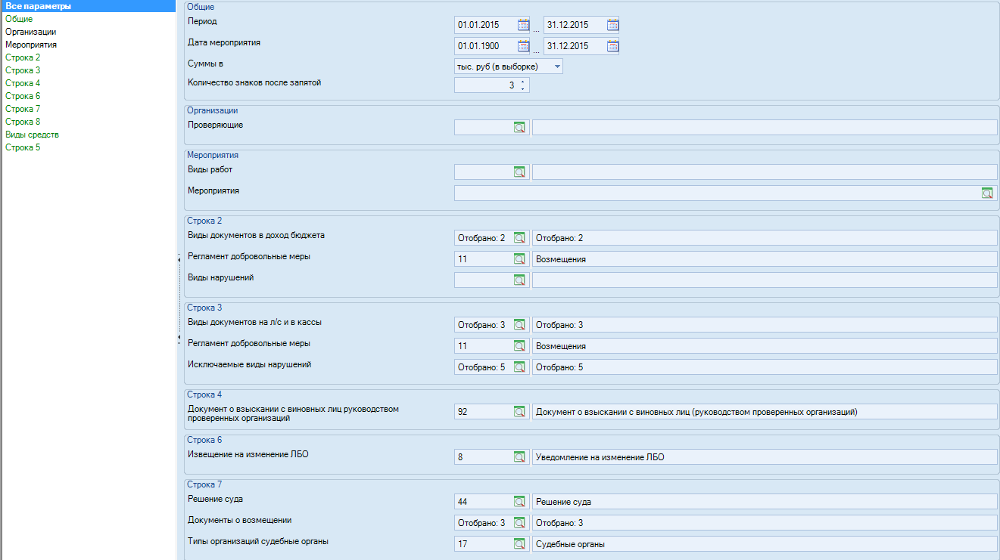 Все параметры
Общие
Организации
Мероприятия
Строка 2
Строка 3
Строка 4
Строка 6
Строка 7
Строка 8
Виды средств
Строка 5
Общие
Период 01.01.2015 ... 31.12.2015
Дата мероприятия 01.01.1900 ... 31.12.2015
Суммы в тыс. руб (в выборке)
Количество знаков после запятой 3
Организации
Проверяющие
Мероприятия
Виды работ
Мероприятия
Строка 2
Виды документов в доход бюджета Отобрано: 2 Отобрано: 2
Регламент добровольные меры 11 Возмещения
Виды нарушений
Строка 3
Виды документов на л/с и в кассы Отобрано: 3 Отобрано: 3
Регламент добровольные меры 11 Возмещения
Исключаемые виды нарушений Отобрано: 5 Отобрано: 5
Строка 4
Документ о взыскании с виновных лиц руководством
проверенных организаций 92 Документ о взыскании с виновных лиц (руководством проверенных организаций)
Строка 6
Извещение на изменение ЛБО 8 Уведомление на изменение ЛБО
Строка 7
Решение суда 44 Решение суда
Документы о возмещении Отобрано: 3 Отобрано: 3
Типы организаций судебные органы 17 Судебные органы